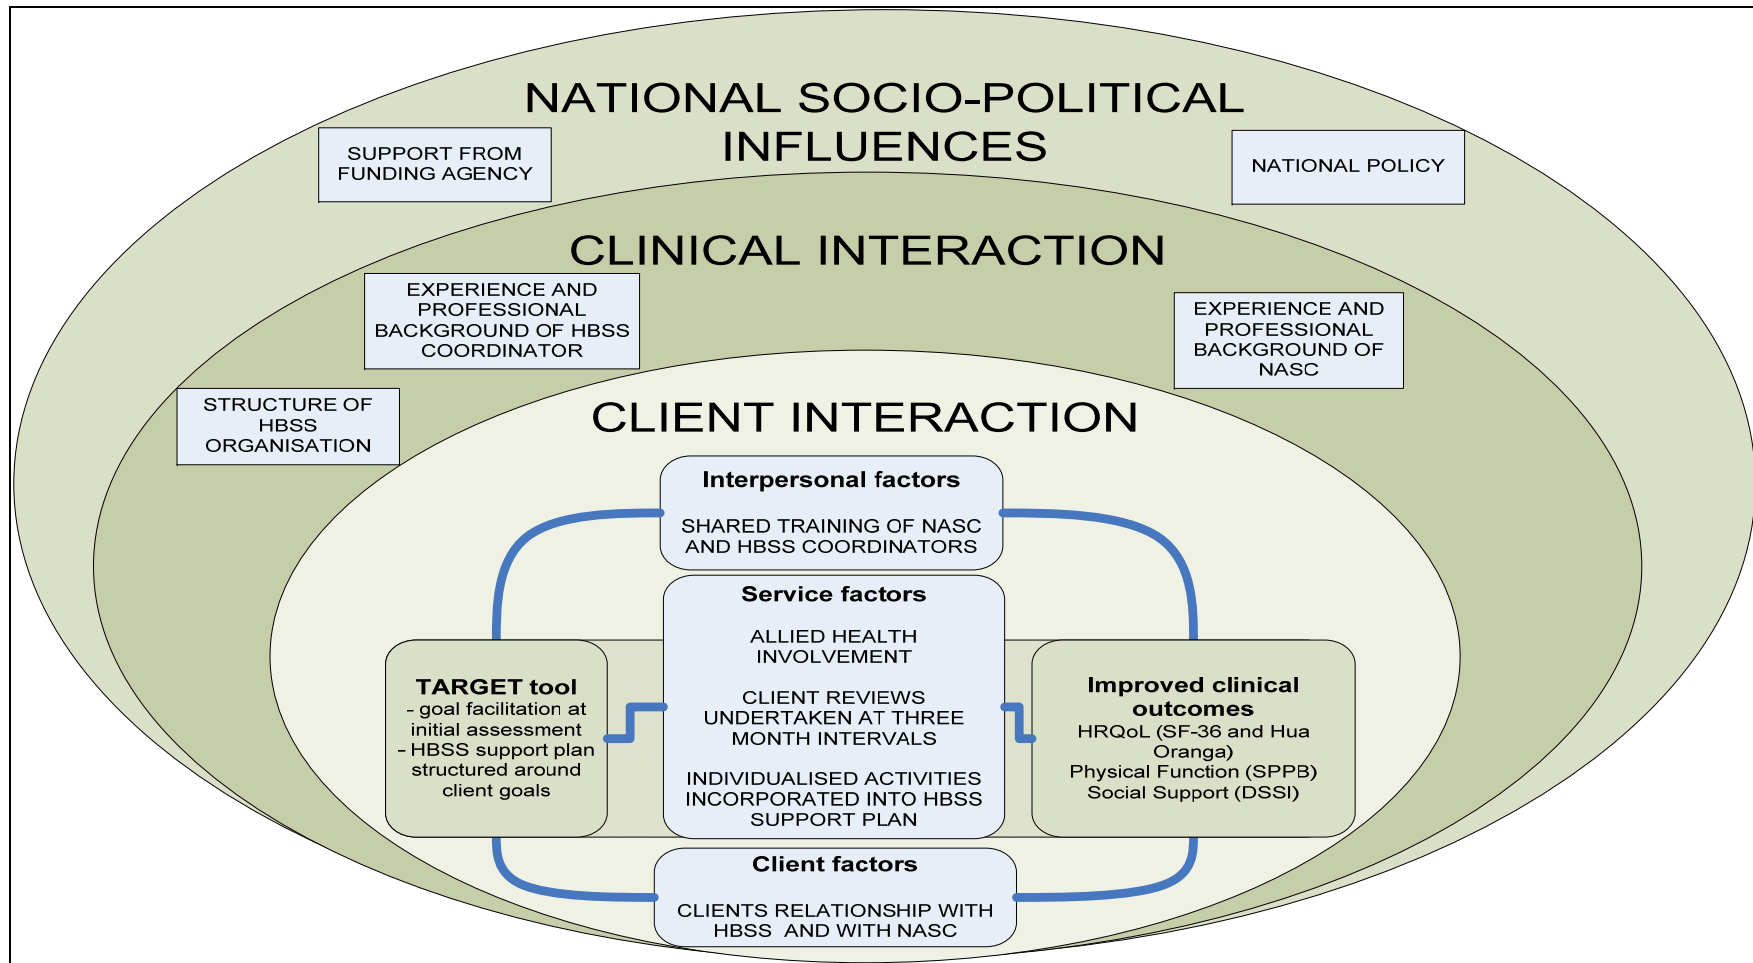 NATIONAL SOCIO-POLITICAL
INFLUENCES
SUPPORT FROM
FUNDING AGENCY
NATIONAL POLICY
CLINICAL INTERACTION
EXPERIENCE AND
PROFESSIONAL
BACKGROUND OF HBSS
COORDINATOR
EXPERIENCE AND
PROFESSIONAL
BACKGROUND OF
NASC
STRUCTURE OF
HBSS
ORGANISATION
CLIENT INTERACTION
Interpersonal factors
SHARED TRAINING OF NASC
AND HBSS COORDINATORS
TARGET tool
- goal facilitation at
initial assessment
– HBSS support plan
structured around
client goals
Service factors
ALLIED HEALTH
INVOLVEMENT
CLIENT REVIEWS
UNDERTAKEN AT THREE
MONTH INTERVALS
INDIVIDUALISED ACTIVITIES
INCORPORATED INTO HBSS
SUPPORT PLAN
Improved clinical
outcomes
HRQoL (SF-36 and Hua
Oranga)
Physical Function (SPPB)
Social Support (DSSI)
Client factors
CLIENTS RELATIONSHIP WITH
HBSS AND WITH NASC